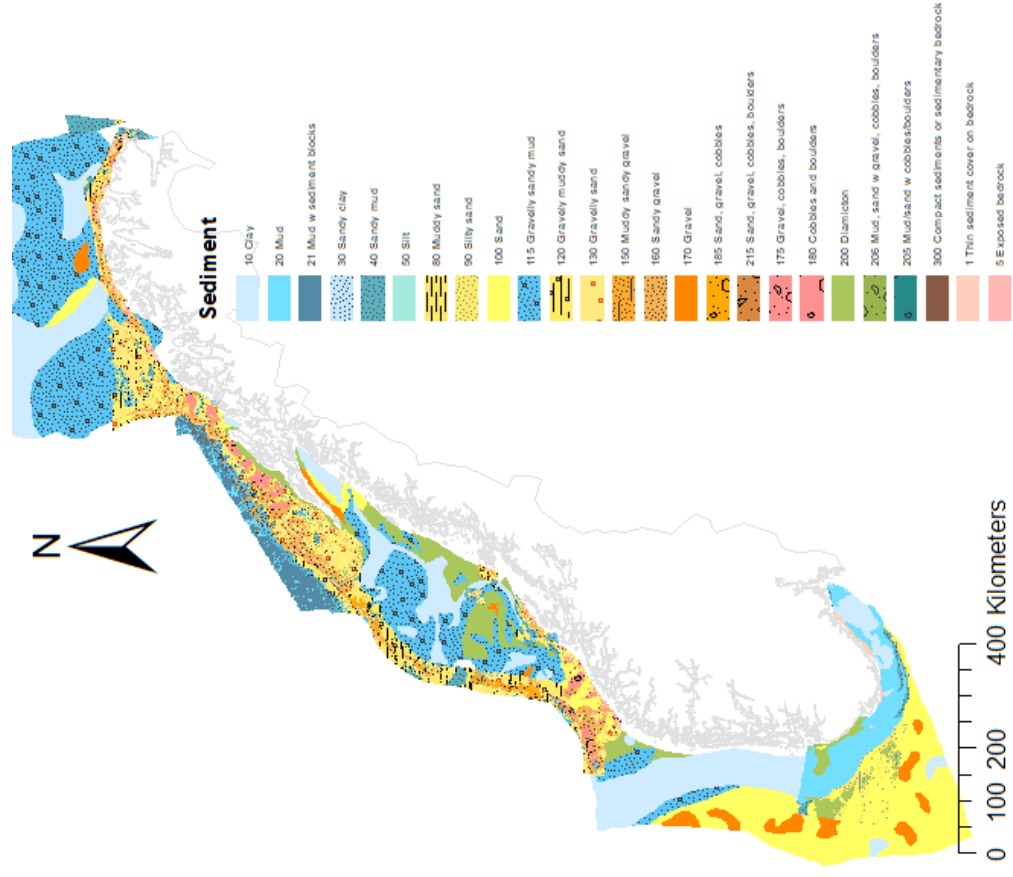 N
Sediment
10 Clay
20 Mud
21 Mud w sediment blocks
30 Sandy clay
40 Sandy mud
50 Silt
80 Muddy sand
90 Silty sand
100 Sand
115 Gravelly sandy mud
120 Gravely muddy sand
130 Gravelly sand
150 Muddy sandy gravel
160 Sandy gravel
170 Gravel
185 Sand, gravel, cobbles
215 Sand, gravel, cobbles, boulders
175 Gravel, cobbles, boulders
180 Cobbles and boulders
200 Diamicton
206 Mud, sand w gravel, cobbles, boulders
205 Mud/sand w cobbles/boulders
300 Compact sediments or sedimentary bedrock
1 Thin sediment cover on bedrock
5 Exposed bedrock
0 100 200 400 Kilometers